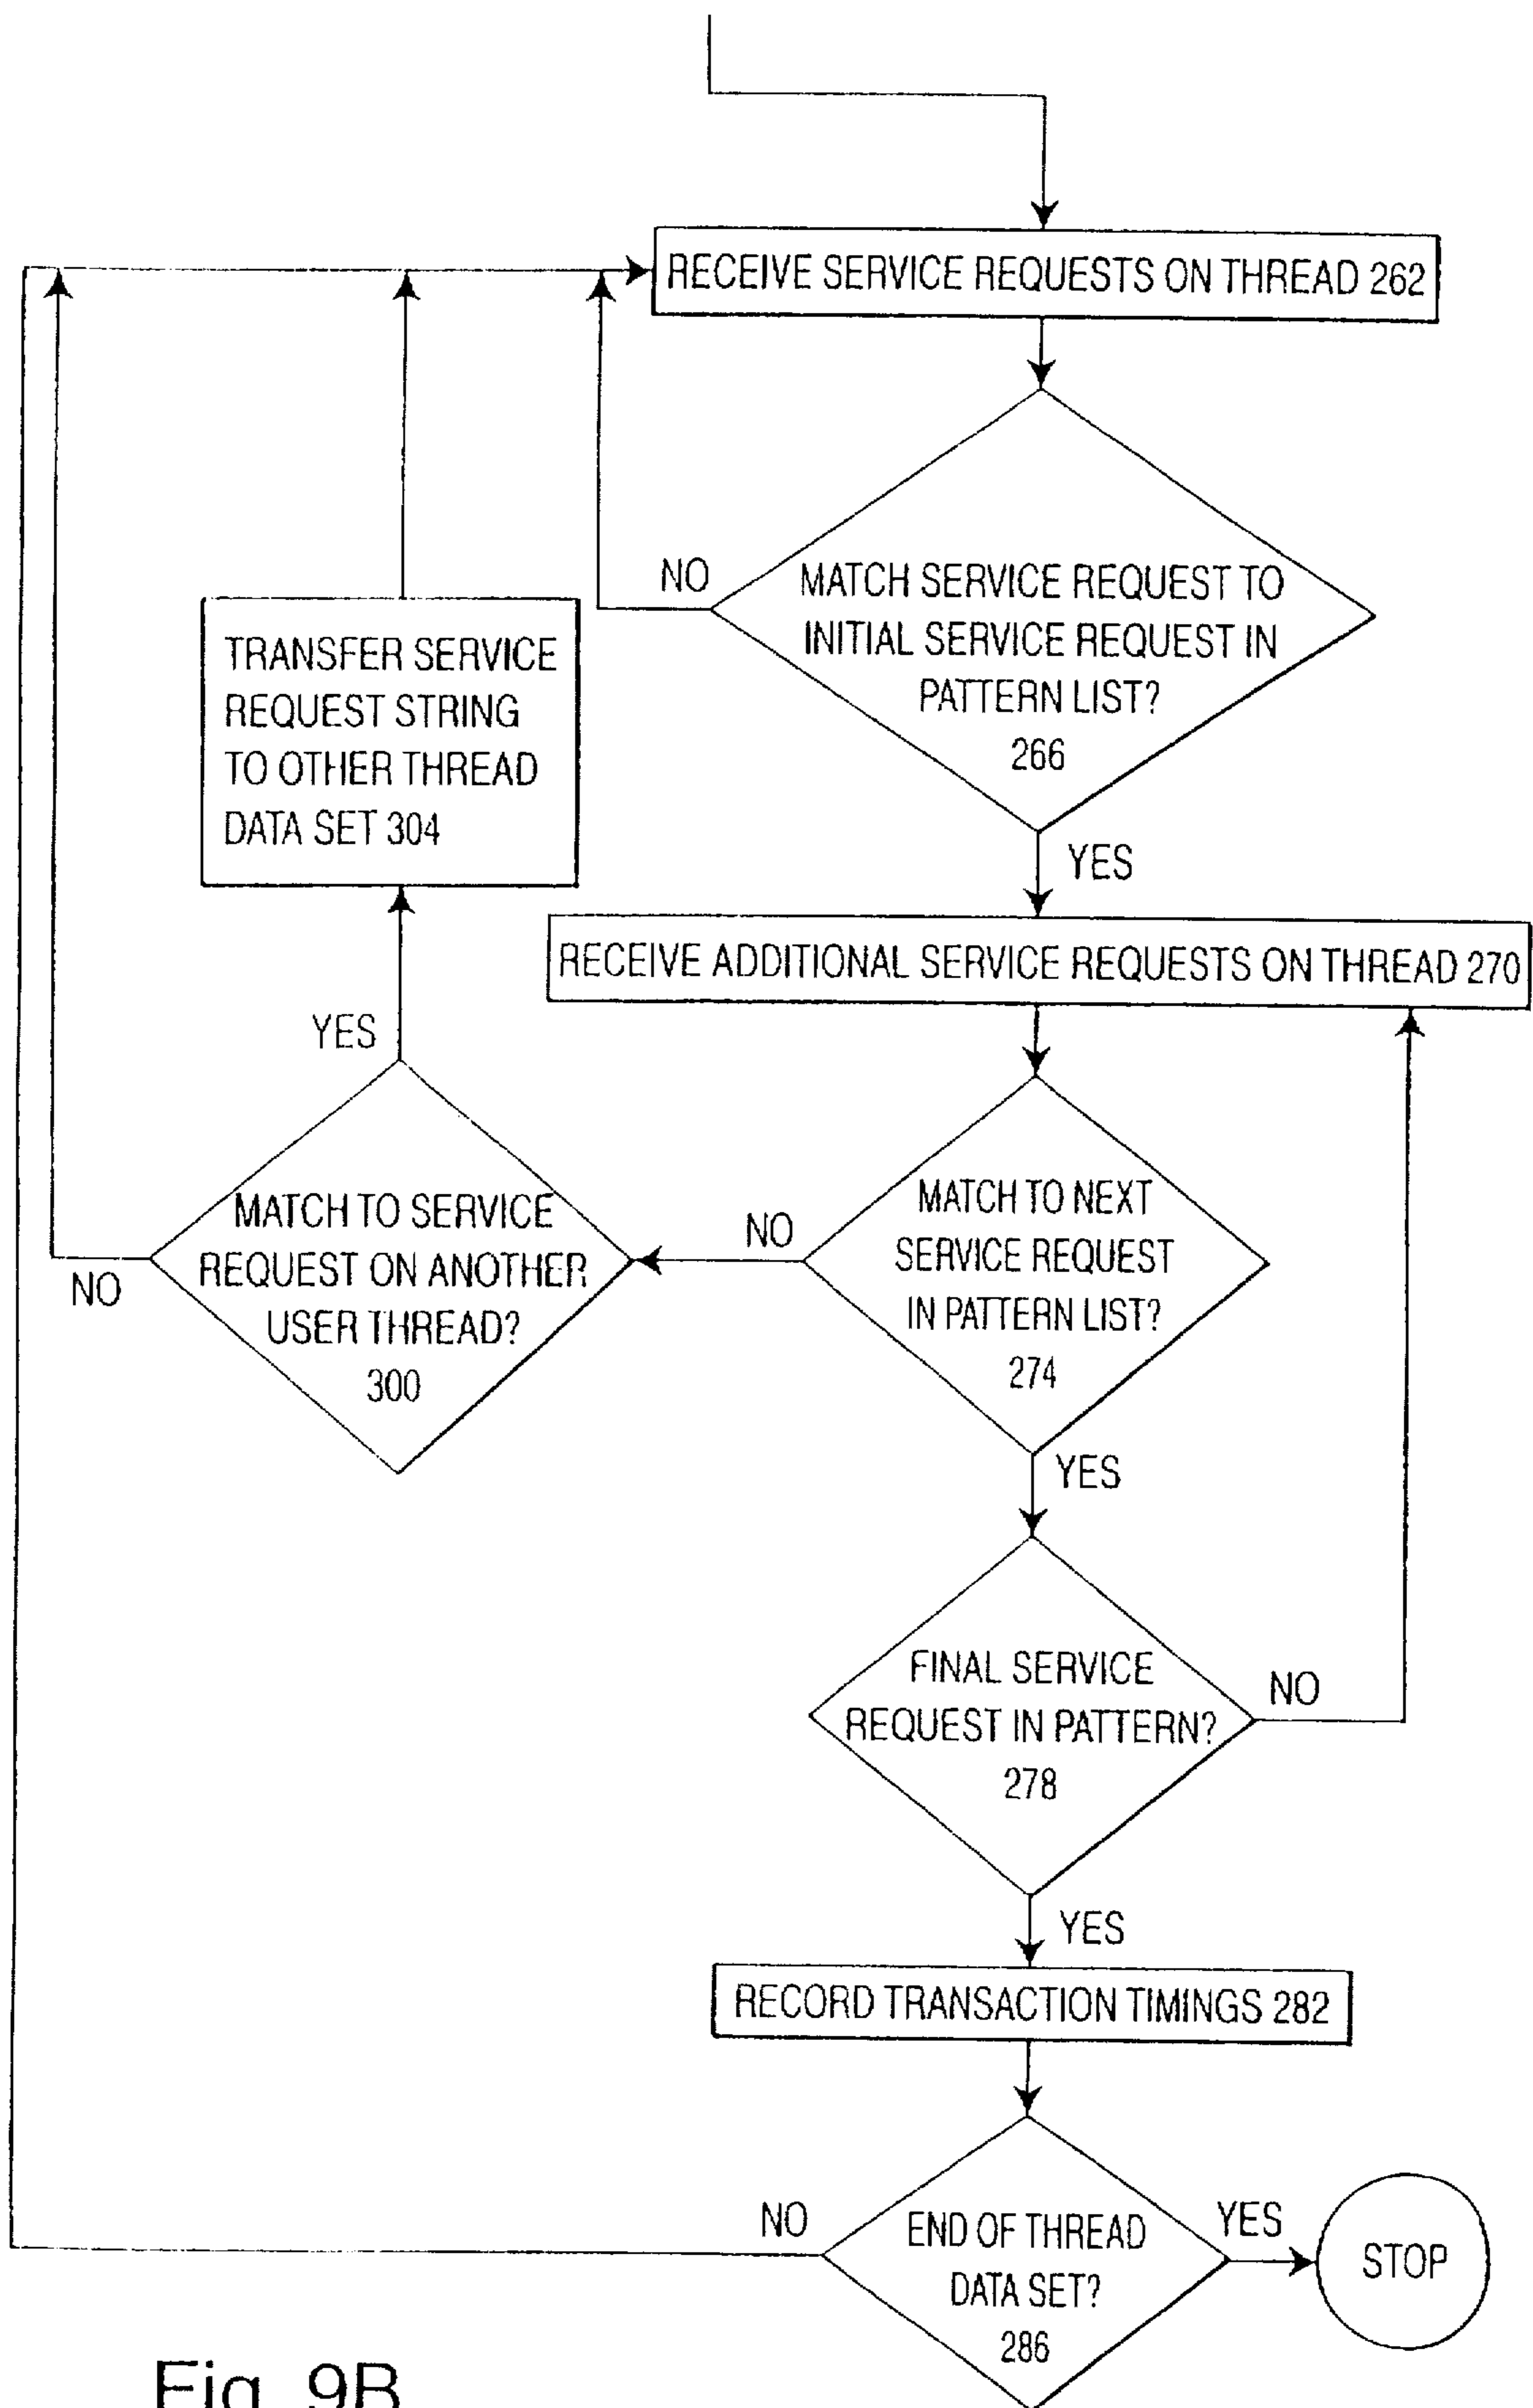 RECEIVE SERVICE REQUESTS ON THREAD 262
NO
MATCH SERVICE REQUEST TO
INITIAL SERVICE REQUEST IN
PATTERN LIST?
266
TRANSFER SERVICE
REQUEST STRING
TO OTHER THREAD
DATA SET 304
YES
RECEIVE ADDITIONAL SERVICE REQUESTS ON THREAD 270
YES
MATCH TO SERVICE
REQUEST ON ANOTHER
USER THREAD?
300
NO
NO
MATCH TO NEXT
SERVICE REQUEST
IN PATTERN LIST?
274
YES
FINAL SERVICE
REQUEST IN PATTERN?
278
NO
YES
RECORD TRANSACTION TIMINGS 282
NO
END OF THREAD
DATA SET?
286
YES
STOP
Fig. 9B